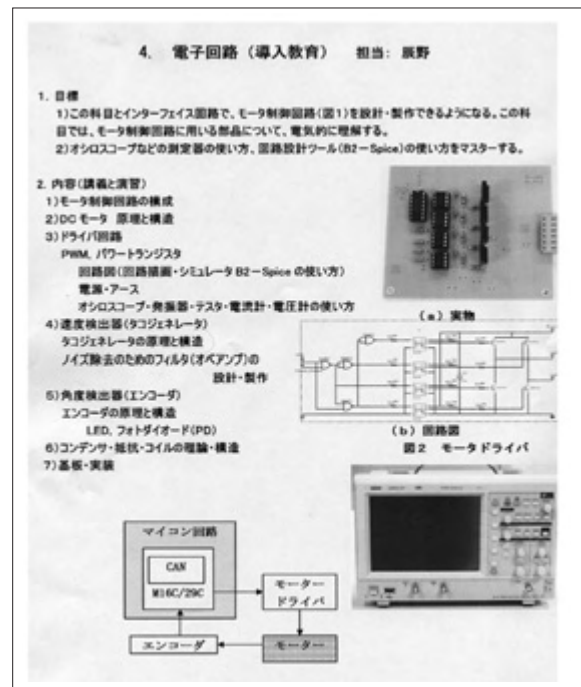 4. 電子回路(導入教育) 担当: 辰野
1. 目標
1)この科目とインターフェイス回路で、モータ制御回路(図1)を設計・製作できるようになる。この科
目では、モータ制御回路に用いる部品について、電気的に理解する。
2)オシロスコープなどの測定器の使い方、回路設計ツール(B2-Spice)の使い方をマスターする。
2. 内容(講義と演習)
1)モータ制御回路の構成
2)DCモータ 原理と構造
3)ドライバ回路
PWM, パワートランジスタ
回路図(回路描画・シミュレータ B2-Spice の使い方)
電源・アース
オシロスコープ・発振器・テスタ・電流計・電圧計の使い方
4)速度検出器(タコジェネレータ)
タコジェネレータの原理と構造
ノイズ除去のためのフィルタ(オペアンプ)の
設計・製作
5)角度検出器(エンコーダ)
エンコーダの原理と構造
LED, フォトダイオード(PD)
6)コンデンサ・抵抗・コイルの理論・構造
7)基板・実装
(a)実物
(b)回路図
図2 モータドライバ
マイコン回路
CAN
M16C/29C
モーター
ドライバ
エンコーダ
モーター